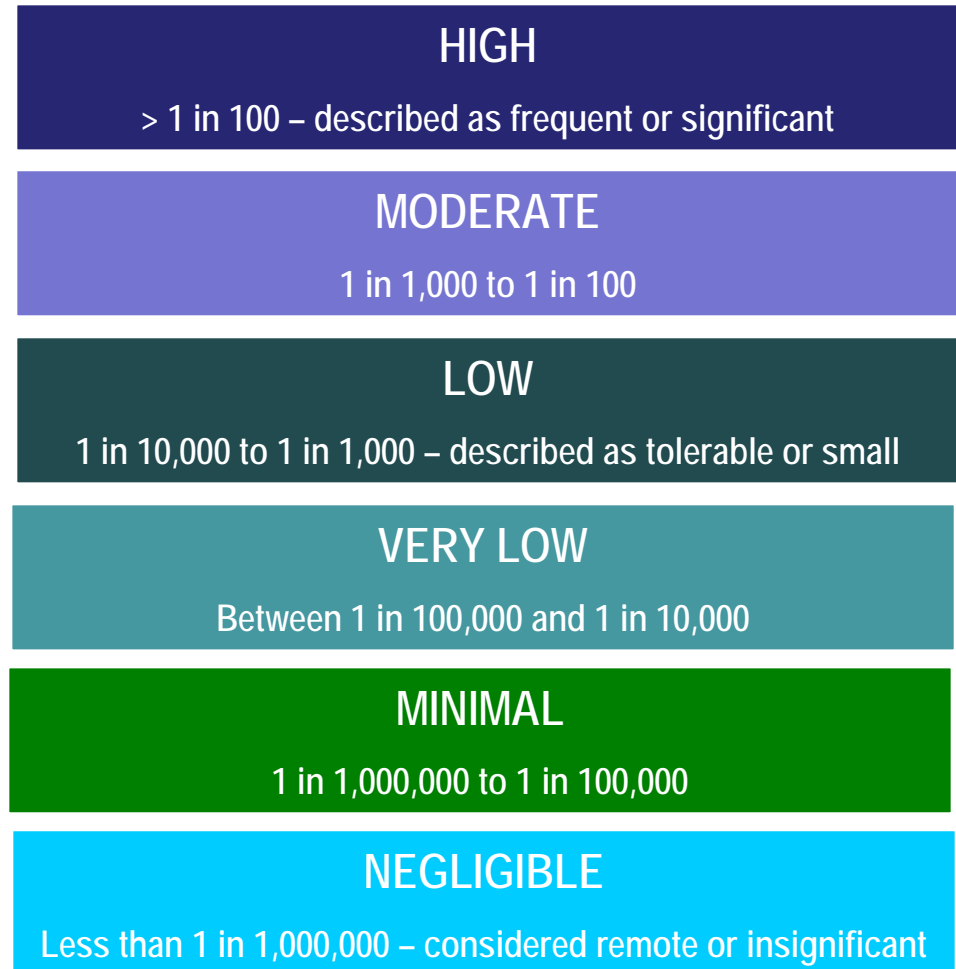 HIGH
> 1 in 100 – described as frequent or significant
MODERATE
1 in 1,000 to 1 in 100
LOW
1 in 10,000 to 1 in 1,000 – described as tolerable or small
VERY LOW
Between 1 in 100,000 and 1 in 10,000
MINIMAL
1 in 1,000,000 to 1 in 100,000
NEGLIGIBLE
Less than 1 in 1,000,000 – considered remote or insignificant